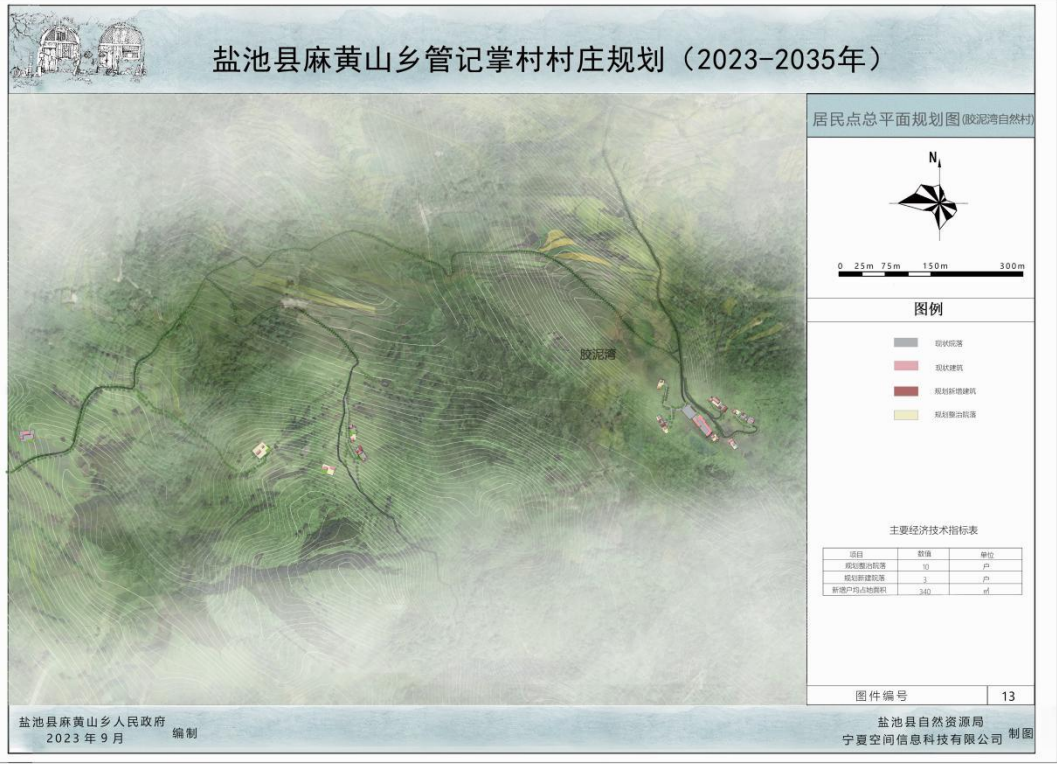 盐池县麻黄山乡管记掌村村庄规划（2023-2035年）
居民点总平面规划图(胶泥湾自然村)
N
0 25m 75m 150m 300m
图例
现状院落
现状建筑
规划新增建筑
规划整治院落
胶泥湾
主要经济技术指标表
项目 数值 单位
规划整治院落 10 户
规划新建院落 3 户
新增户均占地面积 340 ㎡
图件编号 13
盐池县麻黄山乡人民政府
2023年9月
编制
盐池县自然资源局
宁夏空间信息科技有限公司
制图